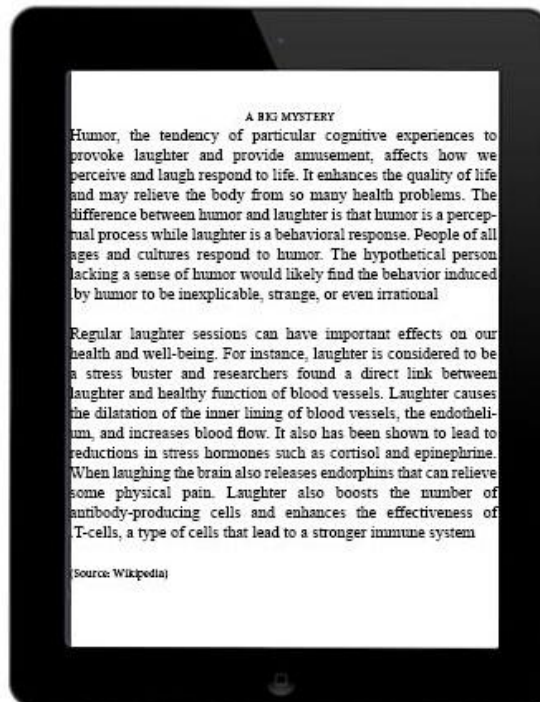 A BIG MYSTERY
Humor, the tendency of particular cognitive experiences to
provoke laughter and provide amusement, affects how we
perceive and laugh respond to life. It enhances the quality of life
and may relieve the body from so many health problems. The
difference between humor and laughter is that humor is a percep-
tual process while laughter is a behavioral response. People of all
ages and cultures respond to humor. The hypothetical person
lacking a sense of humor would likely find the behavior induced
.by humor to be inexplicable, strange, or even irrational
Regular laughter sessions can have important effects on our
health and well-being. For instance, laughter is considered to be
a stress buster and researchers found a direct link between
laughter and healthy function of blood vessels. Laughter causes
the dilatation of the inner lining of blood vessels, the endotheli-
um, and increases blood flow. It also has been shown to lead to
reductions in stress hormones such as cortisol and epinephrine.
When laughing the brain also releases endorphins that can relieve
some physical pain. Laughter also boosts the number of
antibody-producing cells and enhances the effectiveness of
.T-cells, a type of cells that lead to a stronger immune system
(Source: Wikipedia)